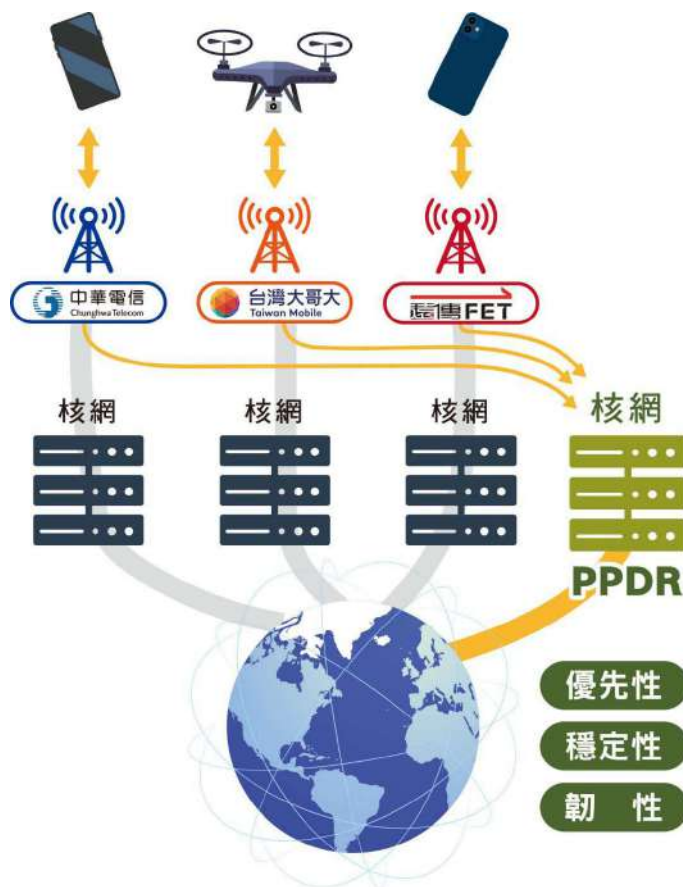 中華電信
Chunghwa Telecom
台灣大哥大
Taiwan Mobile
遠傳FET
核網
核網
核網
核網
PPDR
優先性
穩定性
韌 性